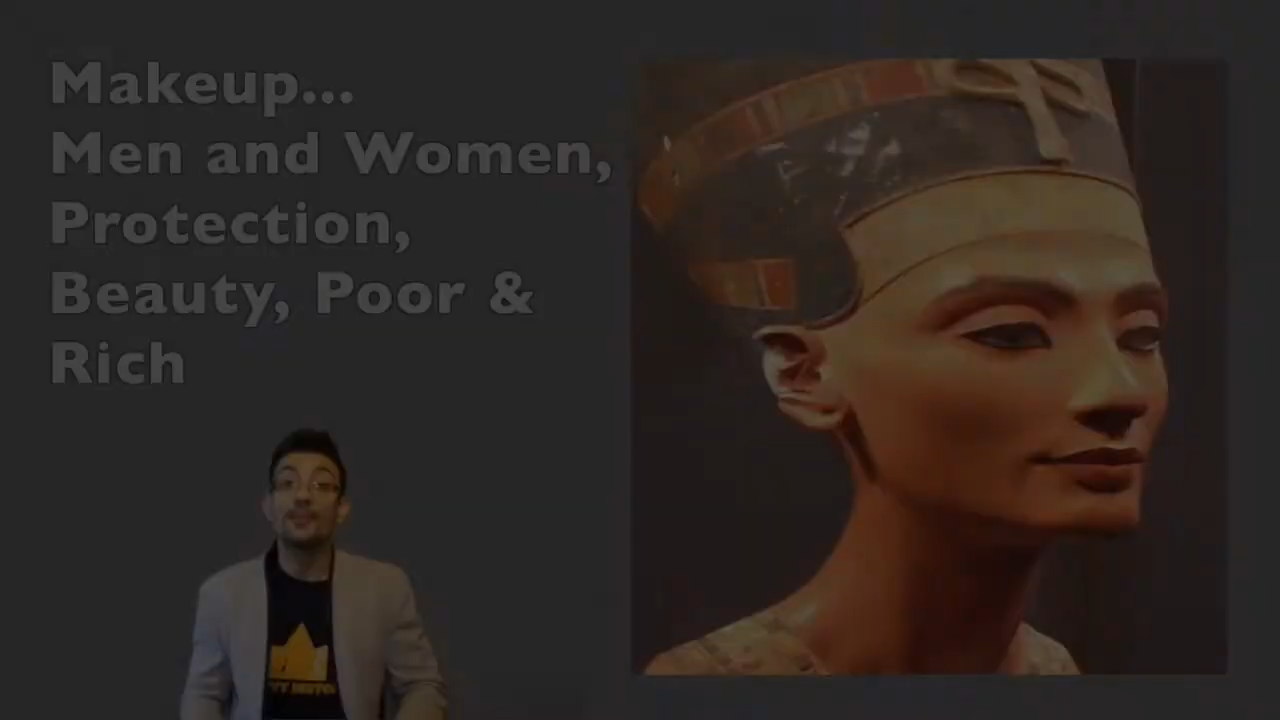 Makeup...
Men and Women,
Protection,
Beauty, Poor &
Rich